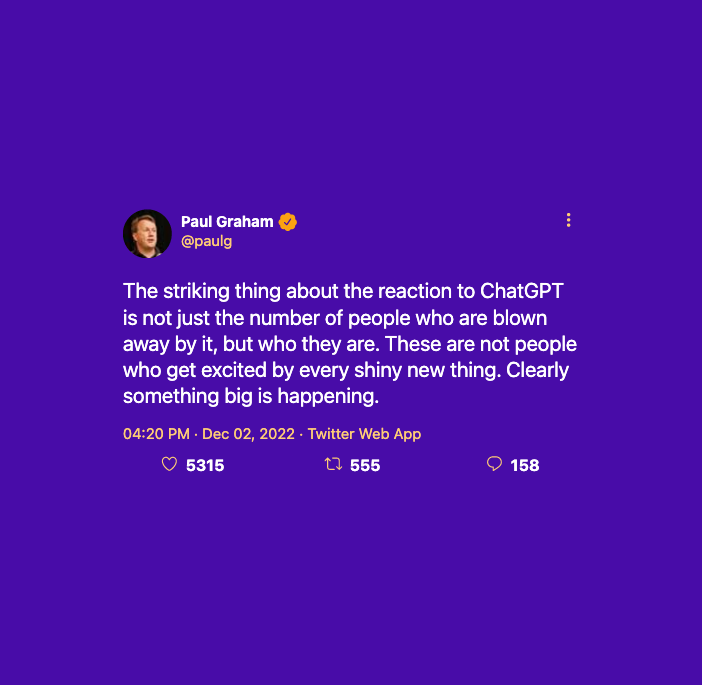 Paul Graham
@paulg
The striking thing about the reaction to ChatGPT
is not just the number of people who are blown
away by it, but who they are. These are not people
who get excited by every shiny new thing. Clearly
something big is happening.
04:20 PM · Dec 02, 2022 · Twitter Web App
5315 555 158